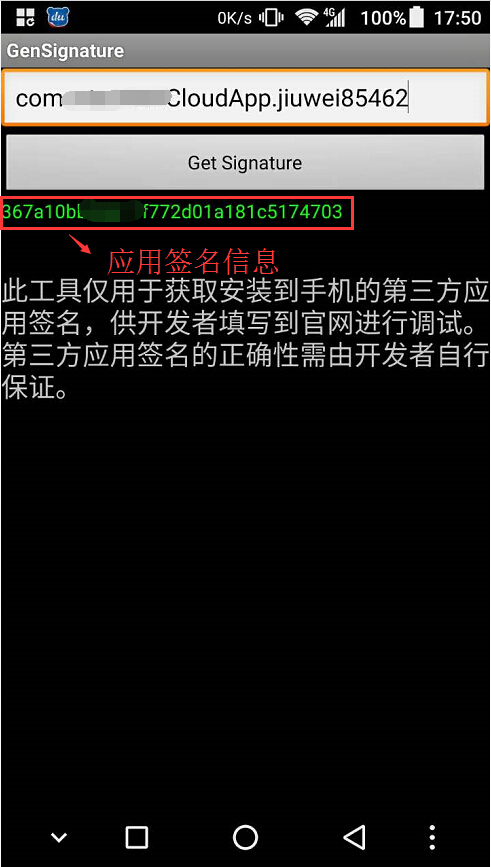 du 0K/s 4G 100% 17:50
GenSignature
com CloudApp.jiuwei85462
Get Signature
367a10b f772d01a181c5174703
应用签名信息
此工具仅用于获取安装到手机的第三方应
用签名，供开发者填写到官网进行调试。
第三方应用签名的正确性需由开发者自行
保证。